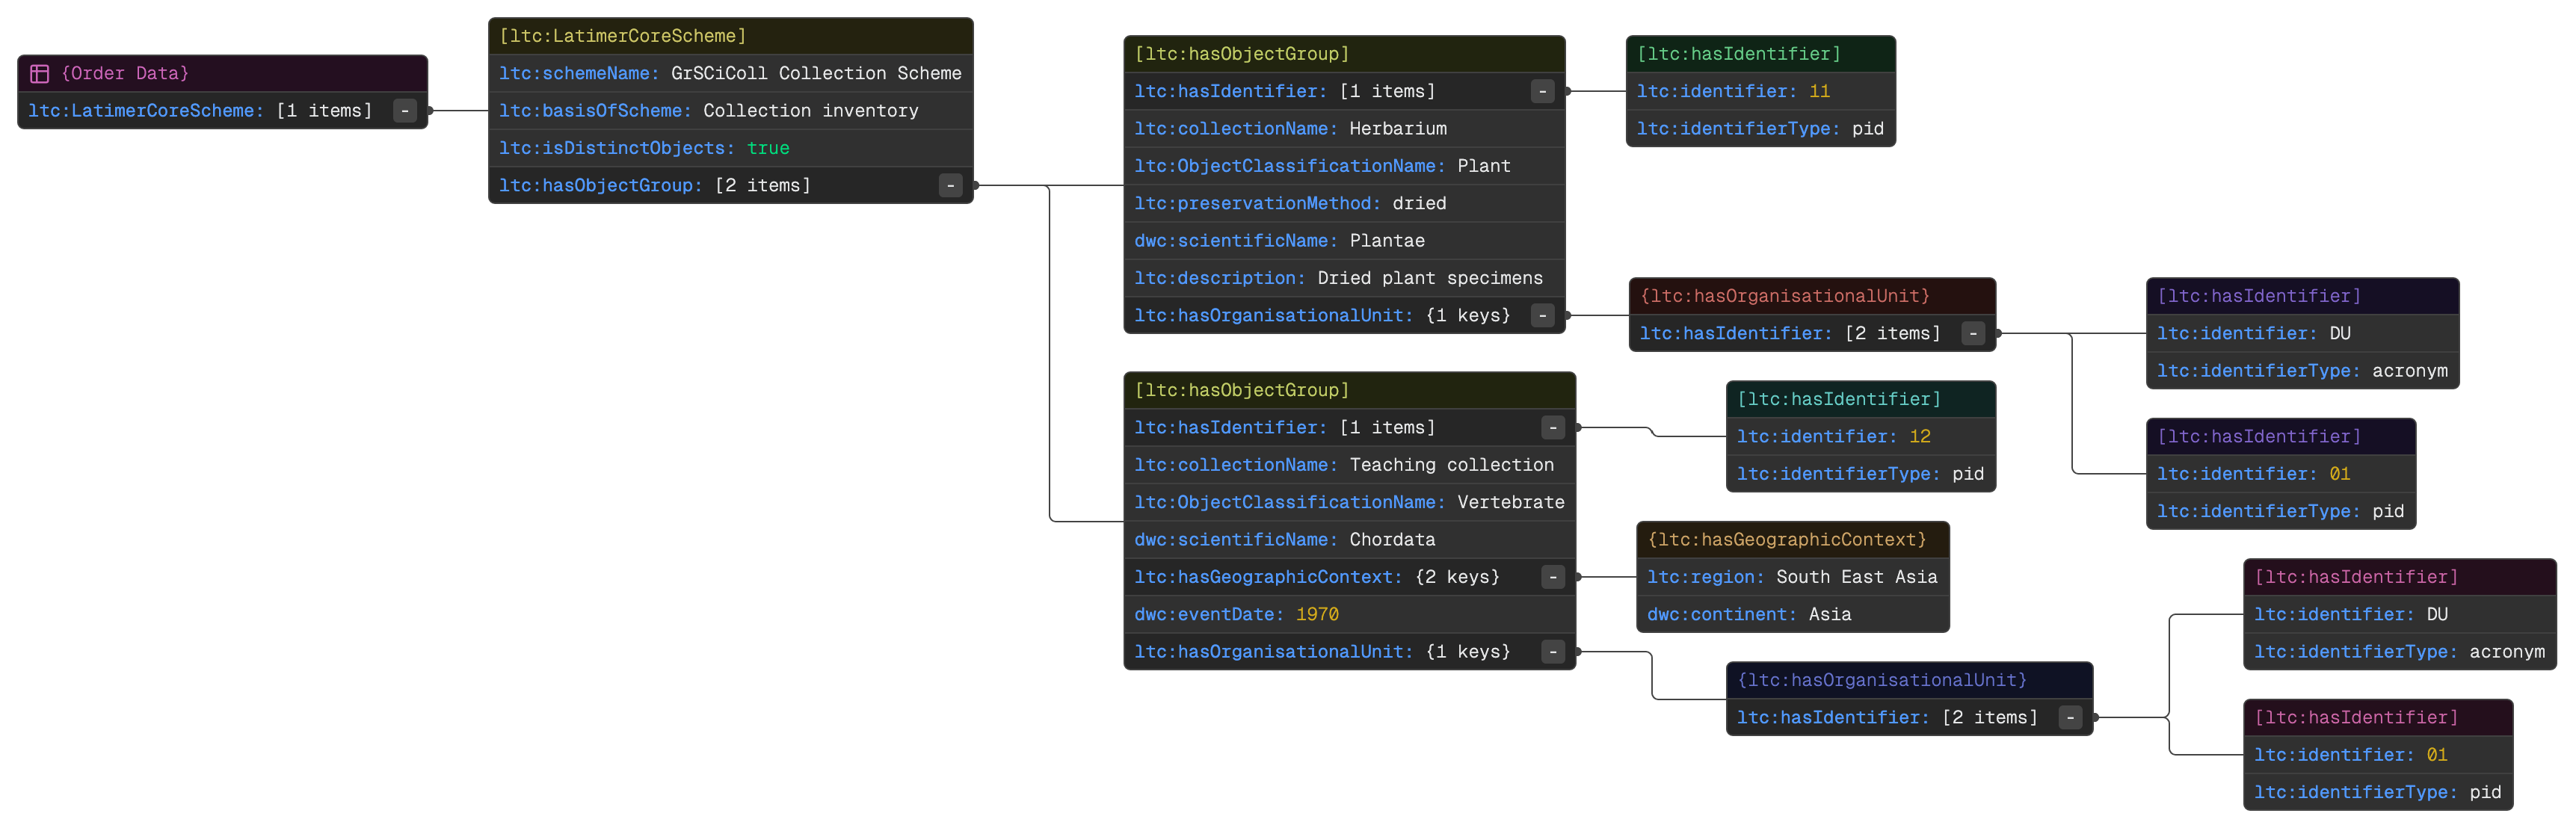 {Order Data}
ltc:LatimerCoreScheme: [1 items] -
[ltc:LatimerCoreScheme]
ltc:schemeName: GrSCiColl Collection Scheme
ltc:basisOfScheme: Collection inventory
ltc:isDistinctObjects: true
ltc:hasObjectGroup: [2 items] -
[ltc:hasObjectGroup]
ltc:hasIdentifier: [1 items] -
ltc:collectionName: Herbarium
ltc:ObjectClassificationName: Plant
ltc:preservationMethod: dried
dwc:scientificName: Plantae
ltc:description: Dried plant specimens
ltc:hasOrganisationalUnit: {1 keys} -
[ltc:hasIdentifier]
ltc:identifier: 11
ltc:identifierType: pid
{ltc:hasOrganisationalUnit}
ltc:hasIdentifier: [2 items] -
[ltc:hasIdentifier]
ltc:identifier: DU
ltc:identifierType: acronym
[ltc:hasIdentifier]
ltc:identifier: 01
ltc:identifierType: pid
[ltc:hasObjectGroup]
ltc:hasIdentifier: [1 items] -
ltc:collectionName: Teaching collection
ltc:ObjectClassificationName: Vertebrate
dwc:scientificName: Chordata
ltc:hasGeographicContext: {2 keys} -
dwc:eventDate: 1970
ltc:hasOrganisationalUnit: {1 keys} -
[ltc:hasIdentifier]
ltc:identifier: 12
ltc:identifierType: pid
{ltc:hasGeographicContext}
ltc:region: South East Asia
dwc:continent: Asia
{ltc:hasOrganisationalUnit}
ltc:hasIdentifier: [2 items] -
[ltc:hasIdentifier]
ltc:identifier: DU
ltc:identifierType: acronym
[ltc:hasIdentifier]
ltc:identifier: 01
ltc:identifierType: pid